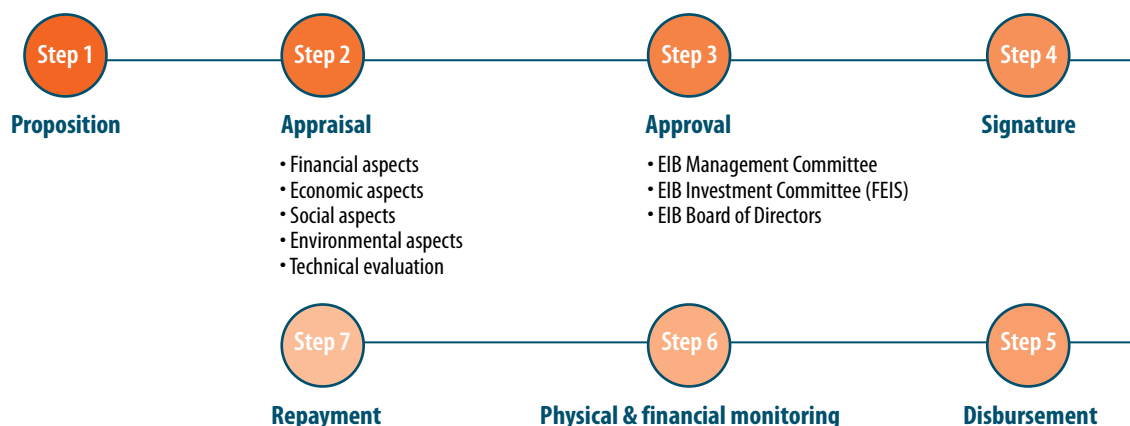 Step 1
Step 2
Step 3
Step 4
Proposition
Appraisal
Approval
Signature
• Financial aspects
• Economic aspects
• Social aspects
• Environmental aspects
• Technical evaluation
• EIB Management Committee
• EIB Investment Committee (FEIS)
• EIB Board of Directors
Step 7
Step 6
Step 5
Repayment
Physical & financial monitoring
Disbursement